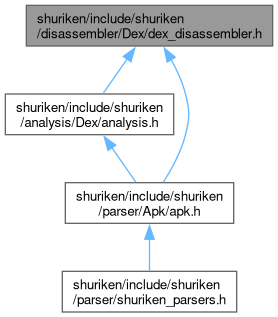 shuriken/include/shuriken
/disassembler/Dex/dex_disassembler.h
shuriken/include/shuriken
/analysis/Dex/analysis.h
shuriken/include/shuriken
/parser/Apk/apk.h
shuriken/include/shuriken
/parser/shuriken_parsers.h